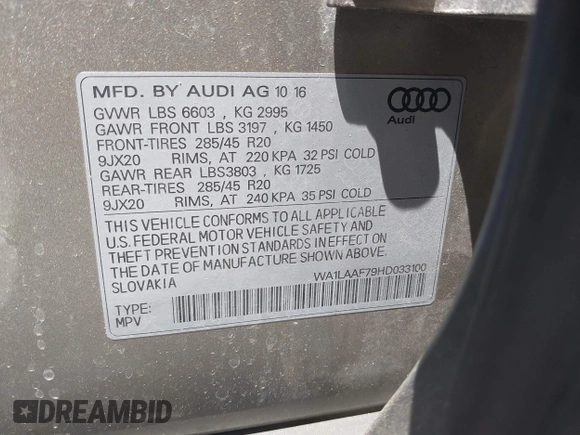 MFD. BY AUDI AG 10 16
GVWR LBS 6603 , KG 2995
GAWR FRONT LBS 3197 , KG 1450
FRONT-TIRES 285/45 R20
9JX20 RIMS, AT 220 KPA 32 PSI COLD
GAWR REAR LBS3803 , KG 1725
REAR-TIRES 285/45 R20
9JX20 RIMS, AT 240 KPA 35 PSI COLD
THIS VEHICLE CONFORMS TO ALL APPLICABLE
U.S. FEDERAL MOTOR VEHICLE SAFETY AND
THEFT PREVENTION STANDARDS IN EFFECT ON
THE DATE OF MANUFACTURE SHOWN ABOVE.
SLOVAKIA
WA1LAAF79HD033100
TYPE:
MPV
Audi
DREAMBID